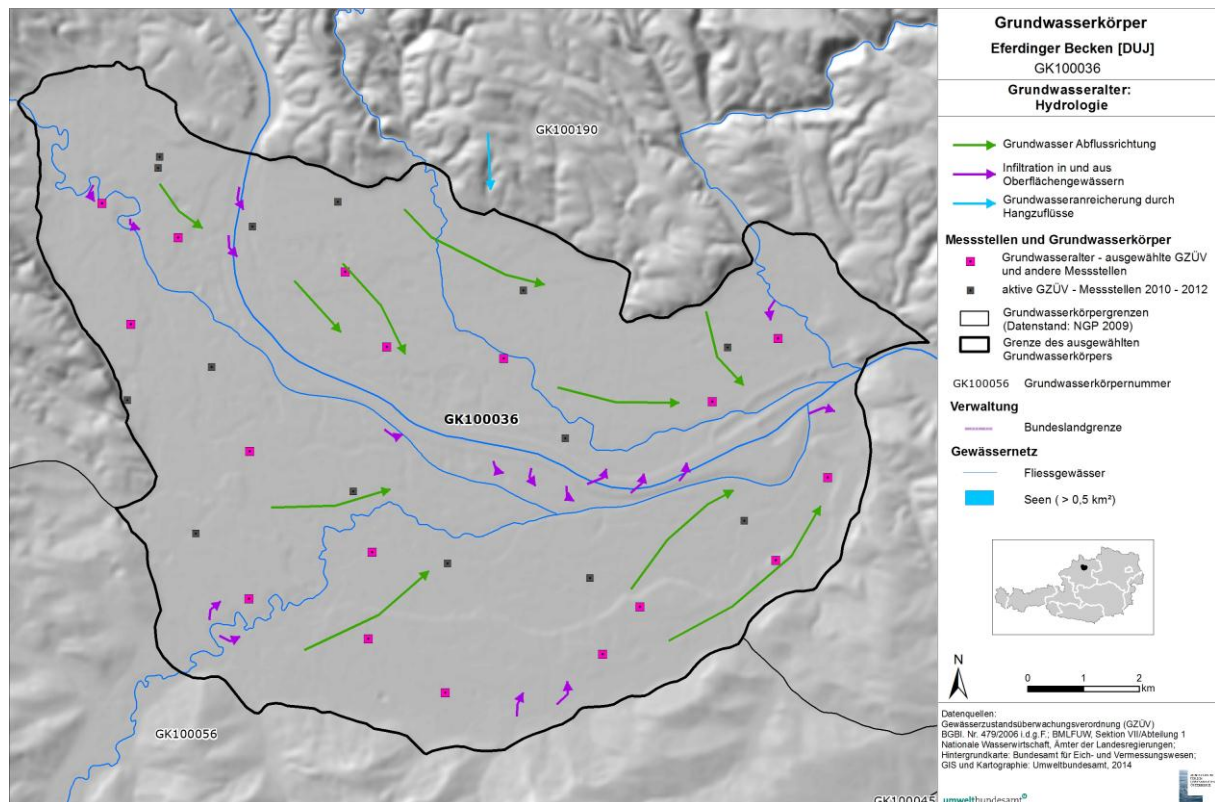 Grundwasserkörper
Eferdinger Becken [DUJ]
GK100036
Grundwasseralter:
Hydrologie
Grundwasser Abflussrichtung
Infiltration in und aus
Oberflächengewässern
Grundwasseranreicherung durch
Hangzuflüsse
Messstellen und Grundwasserkörper
Grundwasseralter - ausgewählte GZÜV
und andere Messstellen
aktive GZÜV - Messstellen 2010 - 2012
Grundwasserkörpergrenzen
(Datenstand: NGP 2009)
Grenze des ausgewählten
Grundwasserkörpers
GK100056 Grundwasserkörpernummer
Verwaltung
Bundeslandgrenze
Gewässernetz
Fliessgewässer
Seen ( > 0,5 km²)
N
0 1 2
km
Datenquellen:
Gewässerzustandsüberwachungsverordnung (GZÜV)
BGBl. Nr. 479/2006 i.d.g.F.; BMLFUW, Sektion VII/Abteilung 1
Nationale Wasserwirtschaft, Ämter der Landesregierungen;
Hintergrundkarte: Bundesamt für Eich- und Vermessungswesen;
GIS und Kartographie: Umweltbundesamt, 2014
umweltbundesamt
GK100190
GK100036
GK100056
GK100045